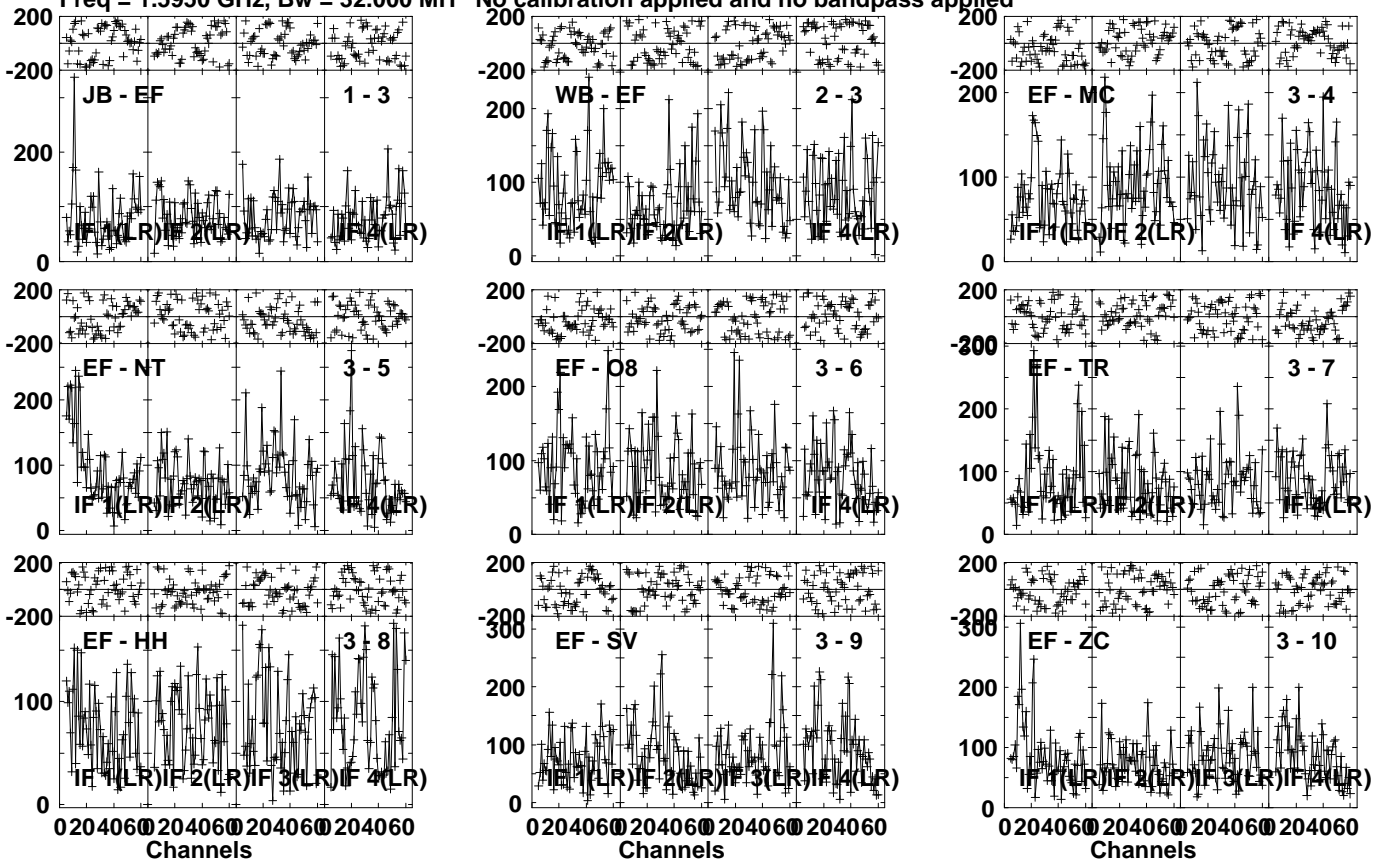 Freq = 1.5950 GHz, Bw = 32.000 MH No calibration applied and no bandpass applied
200 200 200
-200 -200
JB - EF 1 - 3 WB - EF 2 - 3 EF - MC 3 - 4
200
200 200
100 100
IF 1(LR) IF 2(LR) IF 4(LR) IF 1(LR) IF 2(LR) IF 4(LR) IF 1(LR) IF 2(LR) IF 4(LR)
0 0 0
200 200 200
-200 -200 -200
300
EF - NT 3 - 5 EF - O8 3 - 6 EF - TR 3 - 7
200 200
100 100 100
IF 1(LR) IF 2(LR) IF 4(LR) IF 1(LR) IF 2(LR) IF 4(LR) IF 1(LR) IF 2(LR) IF 4(LR)
0 0 0
200 200 200
-200 -200 -200
300 300
EF - HH 3 - 8 EF - SV 3 - 9 EF - ZC 3 - 10
200 200
100 100 100
IF 1(LR) IF 2(LR) IF 3(LR) IF 4(LR) IF 1(LR) IF 2(LR) IF 3(LR) IF 4(LR) IF 1(LR) IF 2(LR) IF 3(LR) IF 4(LR)
0 0 0
0 20 40 60 0 20 40 60 0 20 40 60 0 20 40 60 0 20 40 60 0 20 40 60 0 20 40 60 0 20 40 60 0 20 40 60 0 20 40 60 0 20 40 60 0 20 40 60
Channels Channels Channels